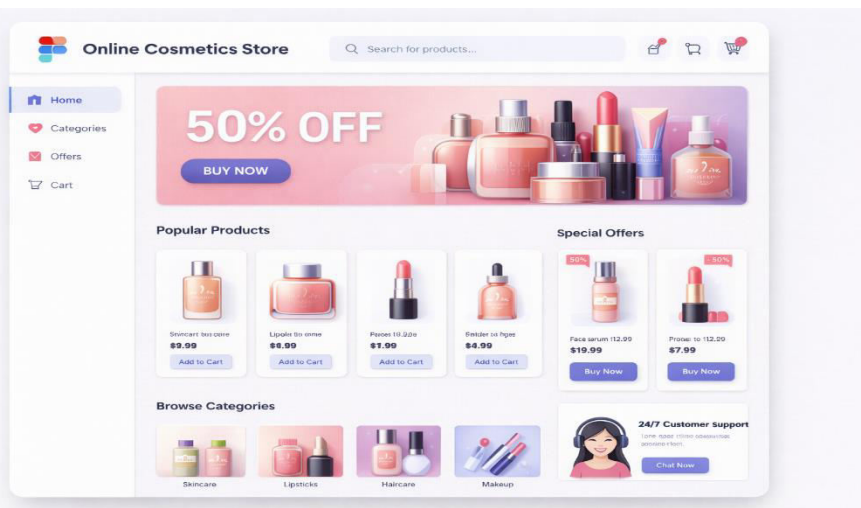 Online Cosmetics Store
Search for products...
Home
Categories
Offers
Cart
50% OFF
BUY NOW
Popular Products
Special Offers
50%
- 50%
$9.99
$8.99
$1.99
$4.99
Add to Cart
Add to Cart
Add to Cart
Add to Cart
Face serum
$19.99
$7.99
Buy Now
Buy Now
Browse Categories
Skincare
Lipsticks
Haircare
Makeup
24/7 Customer Support
Chat Now